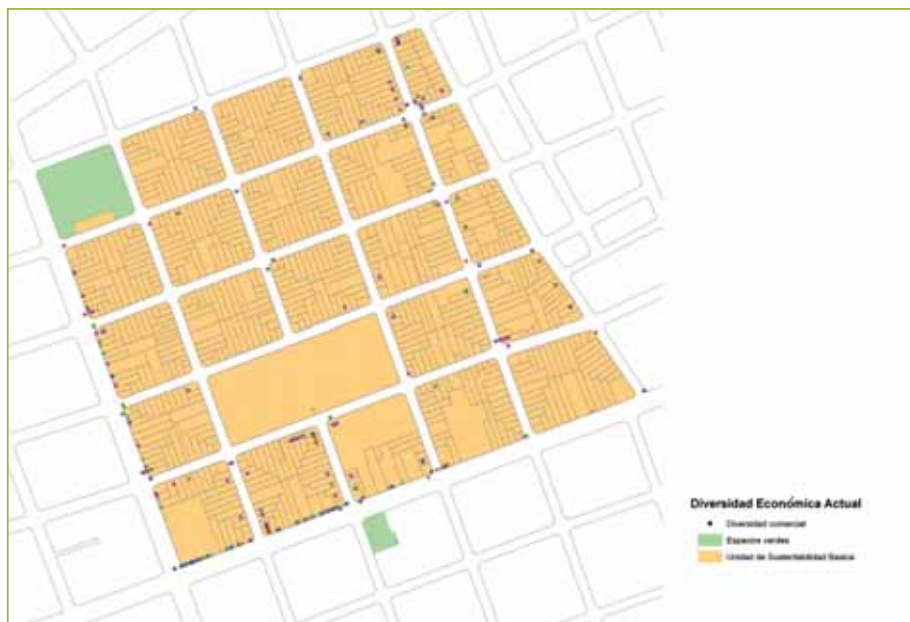 Diversidad Económica Actual
Diversidad comercial
Espacios verdes
Unidad de Sustentabilidad Basica